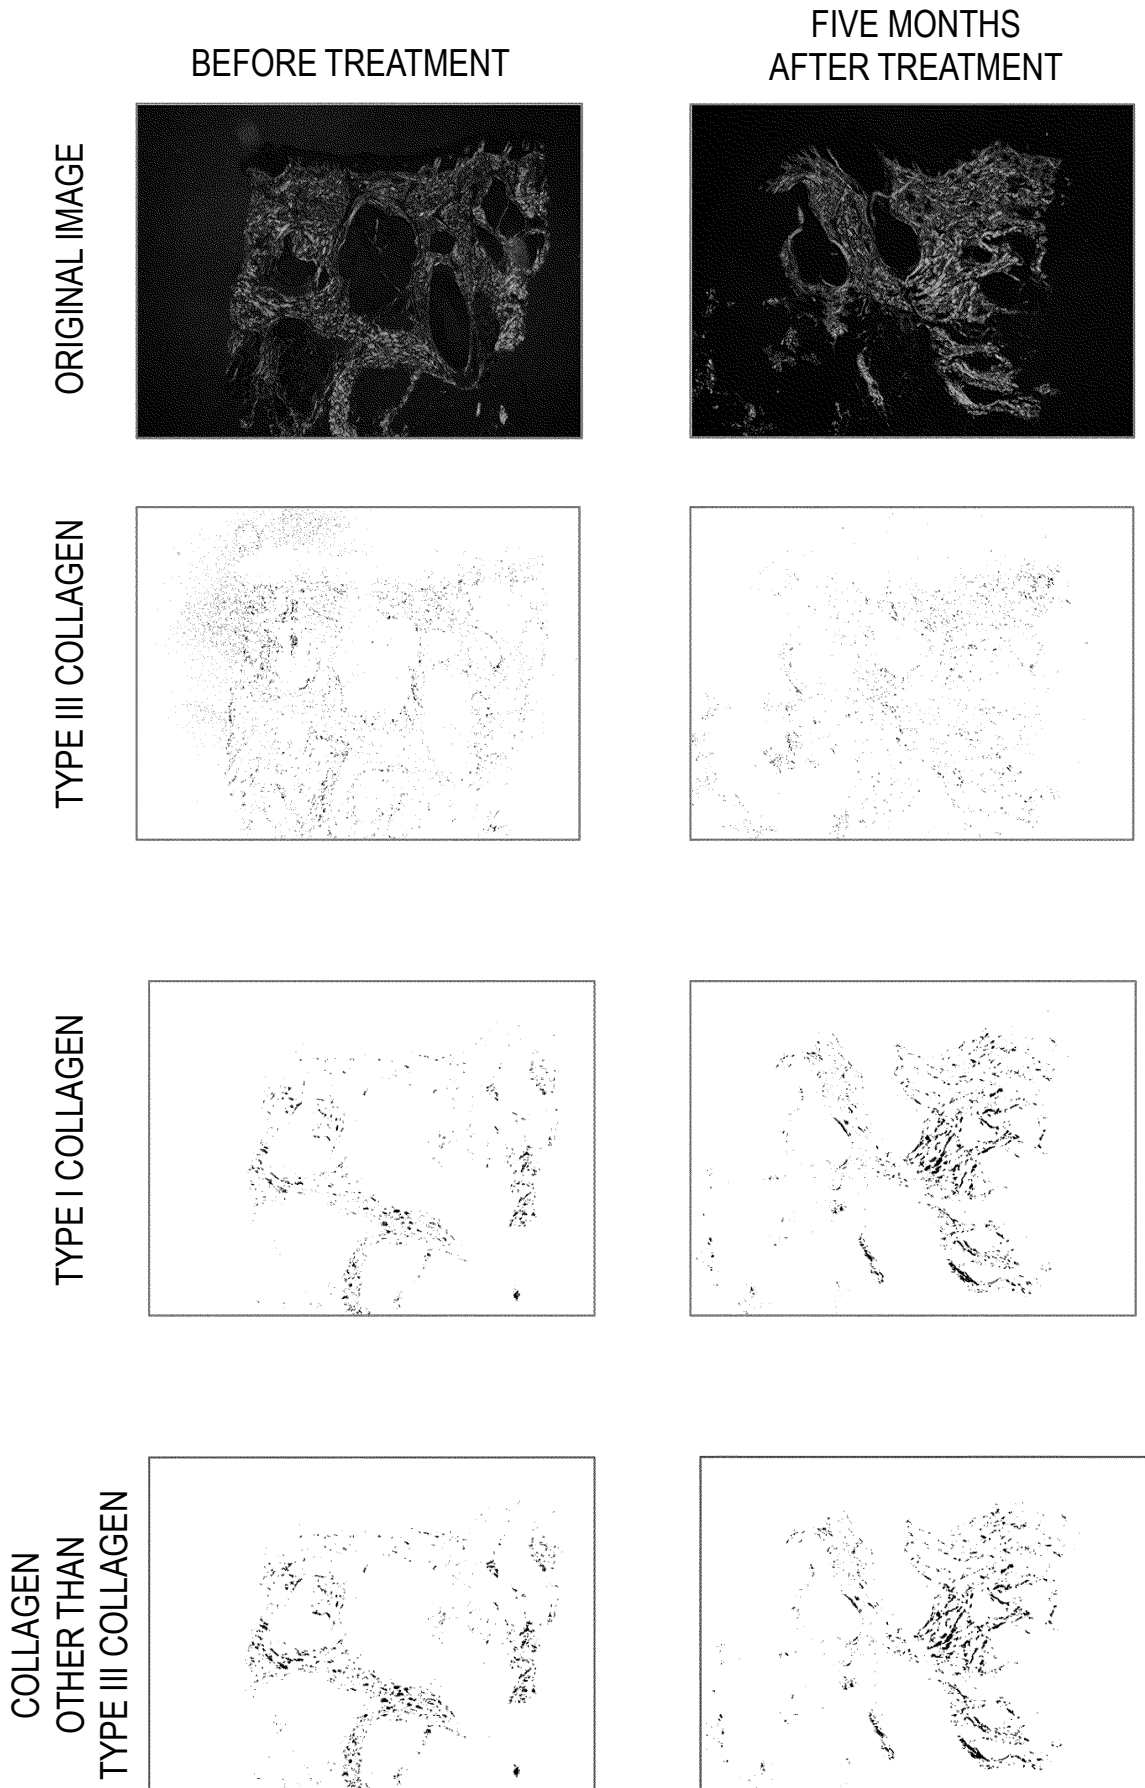 BEFORE TREATMENT
FIVE MONTHS
AFTER TREATMENT
ORIGINAL IMAGE
TYPE III COLLAGEN
TYPE I COLLAGEN
COLLAGEN
OTHER THAN
TYPE III COLLAGEN